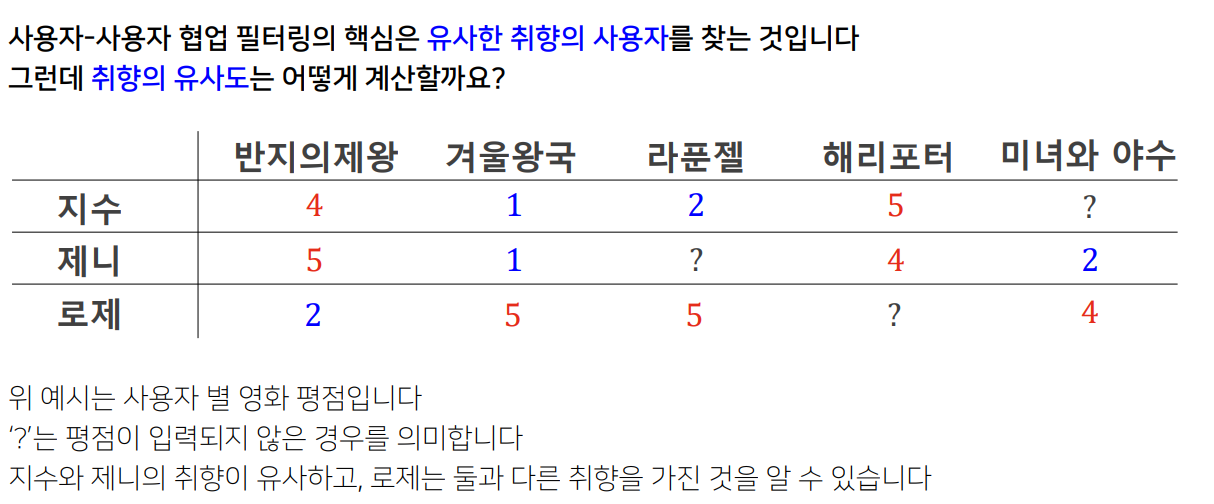 사용자-사용자 협업 필터링의 핵심은 유사한 취향의 사용자를 찾는 것입니다
그런데 취향의 유사도는 어떻게 계산할까요?
반지의제왕 겨울왕국 라푼젤 해리포터 미녀와 야수
지수 4 1 2 5 ?
제니 5 1 ? 4 2
로제 2 5 5 ? 4
위 예시는 사용자 별 영화 평점입니다
‘?’는 평점이 입력되지 않은 경우를 의미합니다
지수와 제니의 취향이 유사하고, 로제는 둘과 다른 취향을 가진 것을 알 수 있습니다